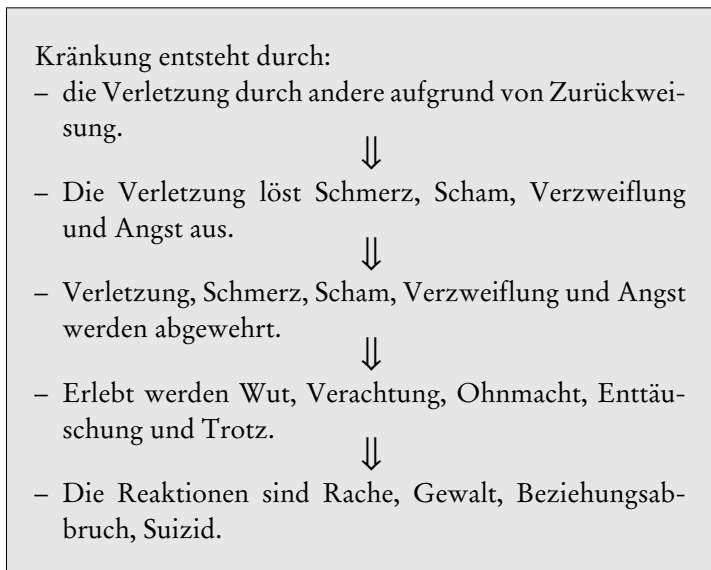 Kränkung entsteht durch:
– die Verletzung durch andere aufgrund von Zurückwei-
sung.
⇓
– Die Verletzung löst Schmerz, Scham, Verzweiflung
und Angst aus.
⇓
– Verletzung, Schmerz, Scham, Verzweiflung und Angst
werden abgewehrt.
⇓
– Erlebt werden Wut, Verachtung, Ohnmacht, Enttäu-
schung und Trotz.
⇓
– Die Reaktionen sind Rache, Gewalt, Beziehungsab-
bruch, Suizid.